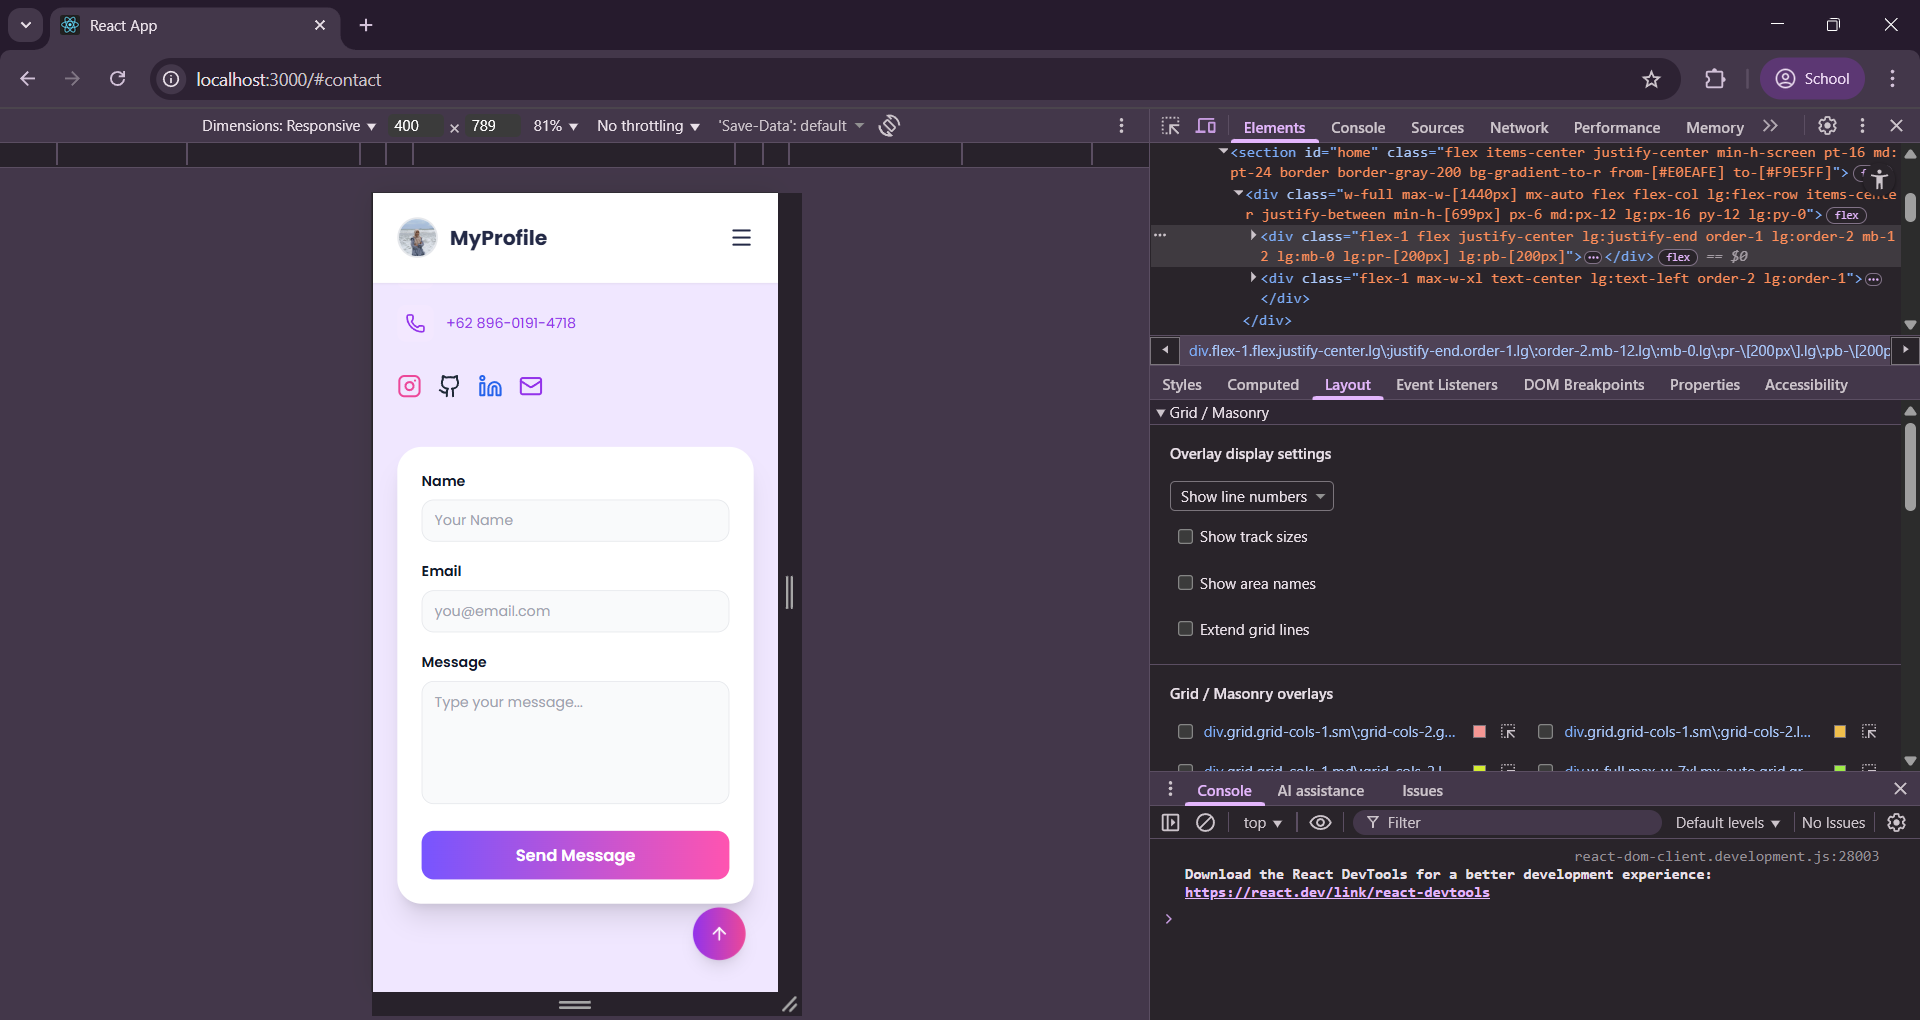 React App
localhost:3000/#contact
School
Dimensions: Responsive 400 x 789 81% No throttling 'Save-Data': default
MyProfile
+62 896-0191-4718
Name
Your Name
Email
you@email.com
Message
Type your message...
Send Message
Elements Console Sources Network Performance Memory
<section id="home" class="flex items-center justify-center min-h-screen pt-16 md:
pt-24 border border-gray-200 bg-gradient-to-r from-[#E0EAFE] to-[#F9E5FF]">
<div class="w-full max-w-[1440px] mx-auto flex flex-col lg:flex-row items-cente
r justify-between min-h-[699px] px-6 md:px-12 lg:px-16 py-12 lg:py-0"> flex
<div class="flex-1 flex justify-center lg:justify-end order-1 lg:order-2 mb-1
2 lg:mb-0 lg:pr-[200px] lg:pb-[200px]"> </div> flex == $0
<div class="flex-1 max-w-xl text-center lg:text-left order-2 lg:order-1">
</div>
</div>
div.flex-1.flex.justify-center.lg\:justify-end.order-1.lg\:order-2.mb-12.lg\:mb-0.lg\:pr-\[200px\].lg\:pb-\[200p
Styles Computed Layout Event Listeners DOM Breakpoints Properties Accessibility
Grid / Masonry
Overlay display settings
Show line numbers
Show track sizes
Show area names
Extend grid lines
Grid / Masonry overlays
div.grid.grid-cols-1.sm\:grid-cols-2.g... div.grid.grid-cols-1.sm\:grid-cols-2.l...
Console AI assistance Issues
top Filter Default levels No Issues
react-dom-client.development.js:28003
Download the React DevTools for a better development experience:
https://react.dev/link/react-devtools